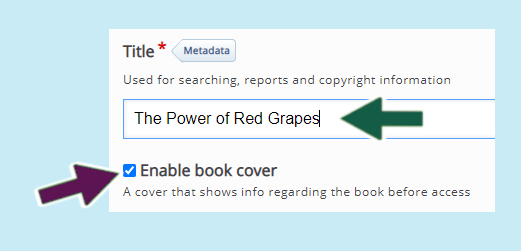 Title * Metadata
Used for searching, reports and copyright information
The Power of Red Grapes
Enable book cover
A cover that shows info regarding the book before access